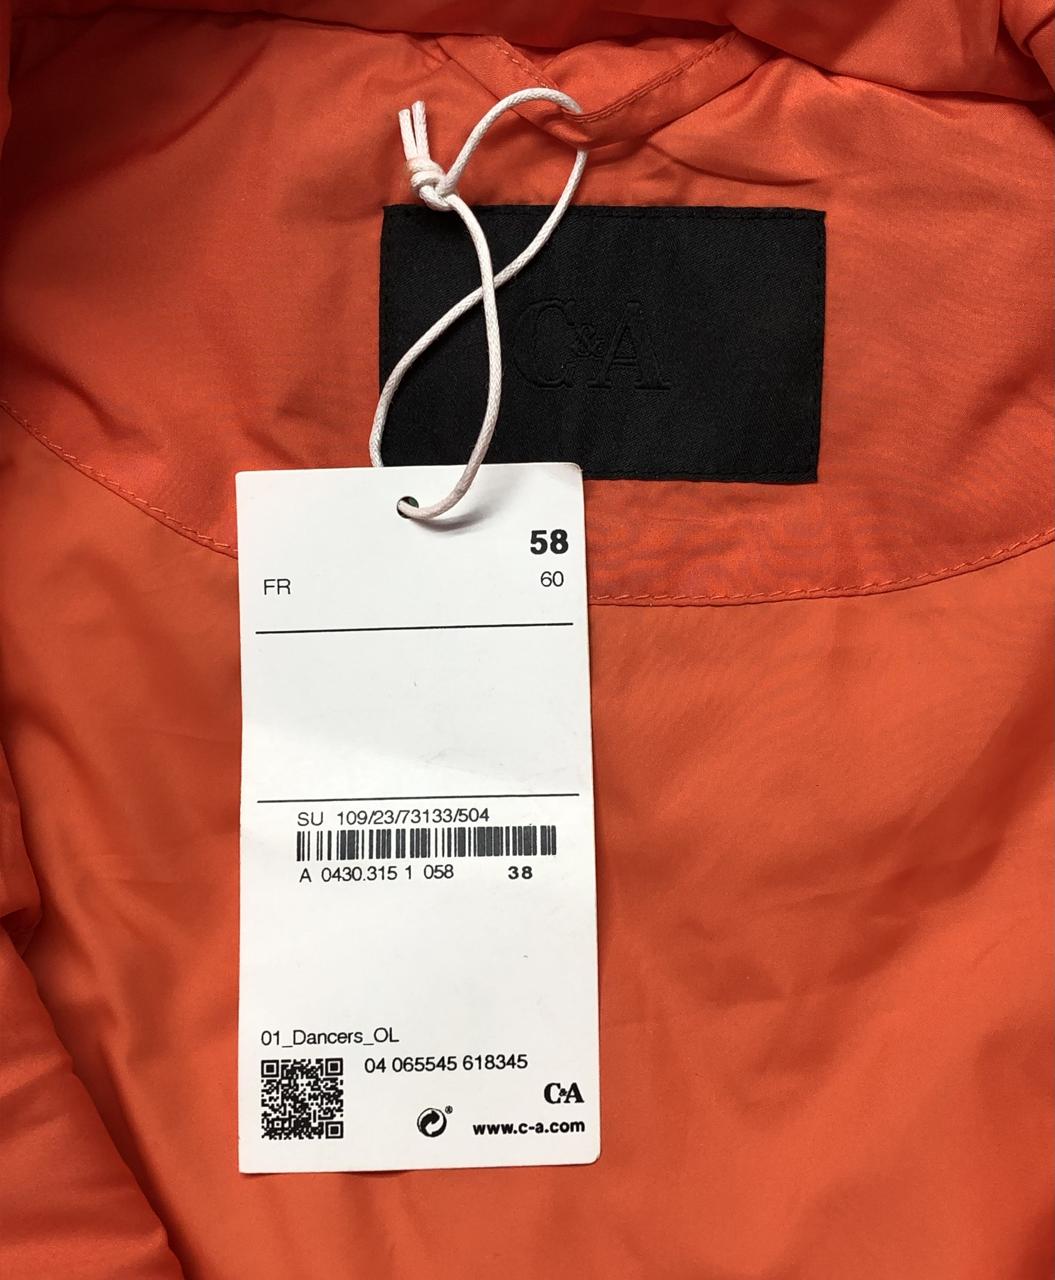 C&A
58
FR 60
SU 109/23/73133/504
A 0430.315 1 058 38
01_Dancers_OL
04 065545 618345
C&A
®
www.c-a.com